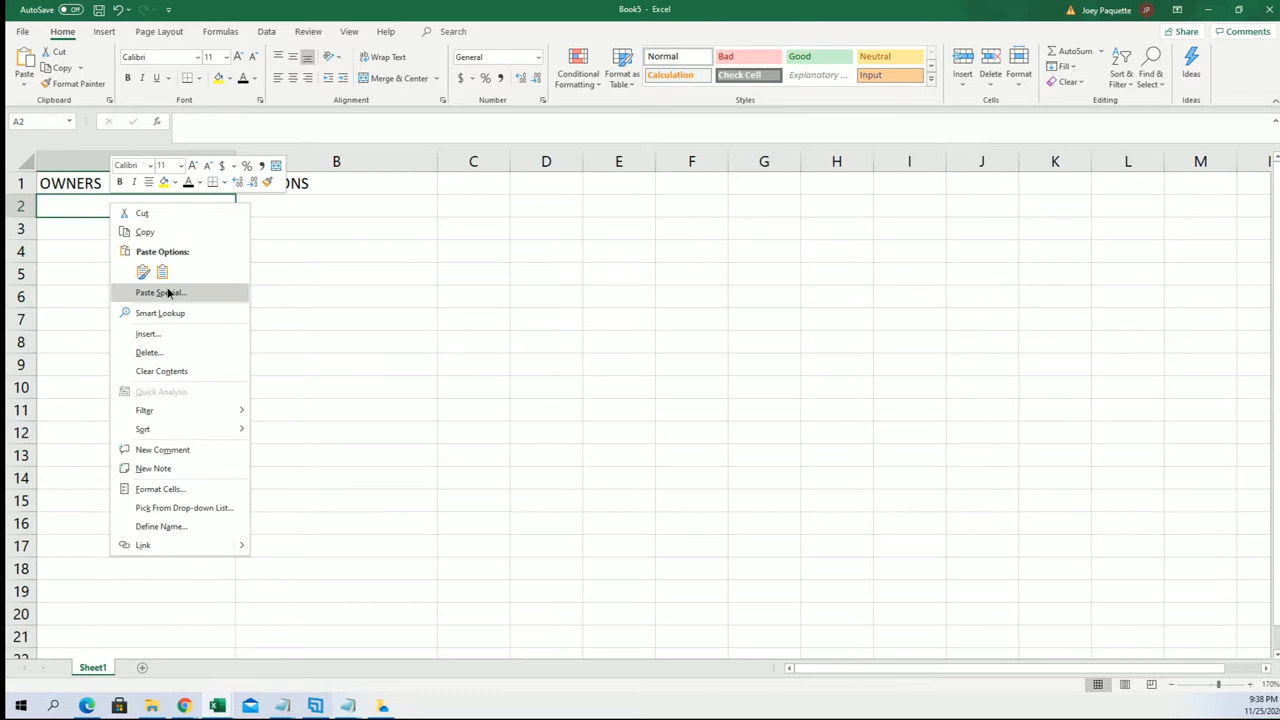 AutoSave Off
Book5 - Excel
Joey Paquette JP
File Home Insert Page Layout Formulas Data Review View Help Search
Share Comments
Paste
Cut
Copy
Format Painter
Clipboard
Calibri 11
B I U
Font
Wrap Text
Merge & Center
Alignment
General
$ % ,
Number
Conditional Formatting
Format as Table
Normal Bad Good Neutral
Calculation Check Cell Explanatory ... Input
Styles
Insert Delete Format
Cells
AutoSum
Fill
Clear
Sort & Filter
Find & Select
Editing
Ideas
Ideas
A2
fx
Calibri 11 $ %
B I A
B C D E F G H I J K L M
1 OWNERS ONS
2
3
4
5
6
7
8
9
10
11
12
13
14
15
16
17
18
19
20
21
22
Cut
Copy
Paste Options:
Paste Special...
Smart Lookup
Insert...
Delete...
Clear Contents
Quick Analysis
Filter
Sort
New Comment
New Note
Format Cells...
Pick From Drop-down List...
Define Name...
Link
Sheet1
170%
9:38 PM